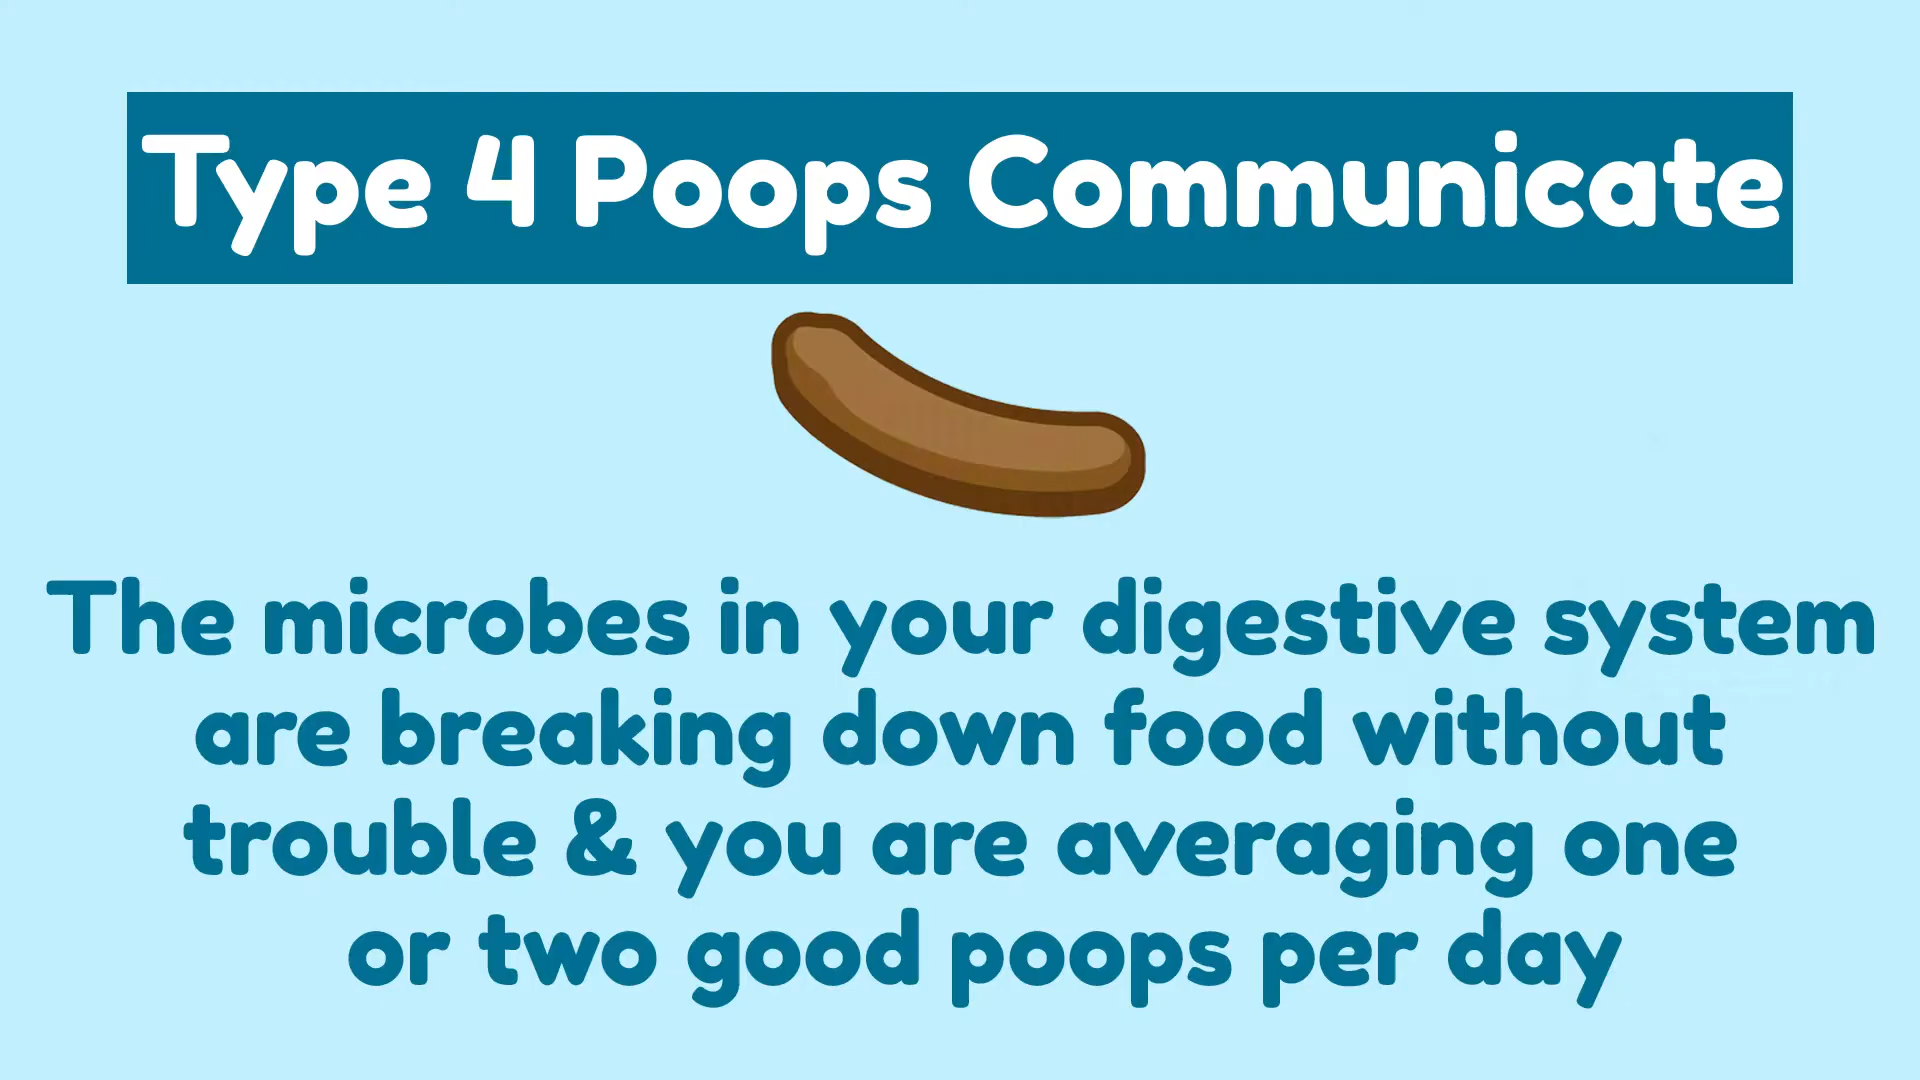 Type 4 Poops Communicate
The microbes in your digestive system
are breaking down food without
trouble & you are averaging one
or two good poops per day